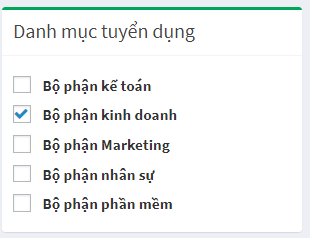 Danh mục tuyển dụng
Bộ phận kế toán
Bộ phận kinh doanh
Bộ phận Marketing
Bộ phận nhân sự
Bộ phận phần mềm